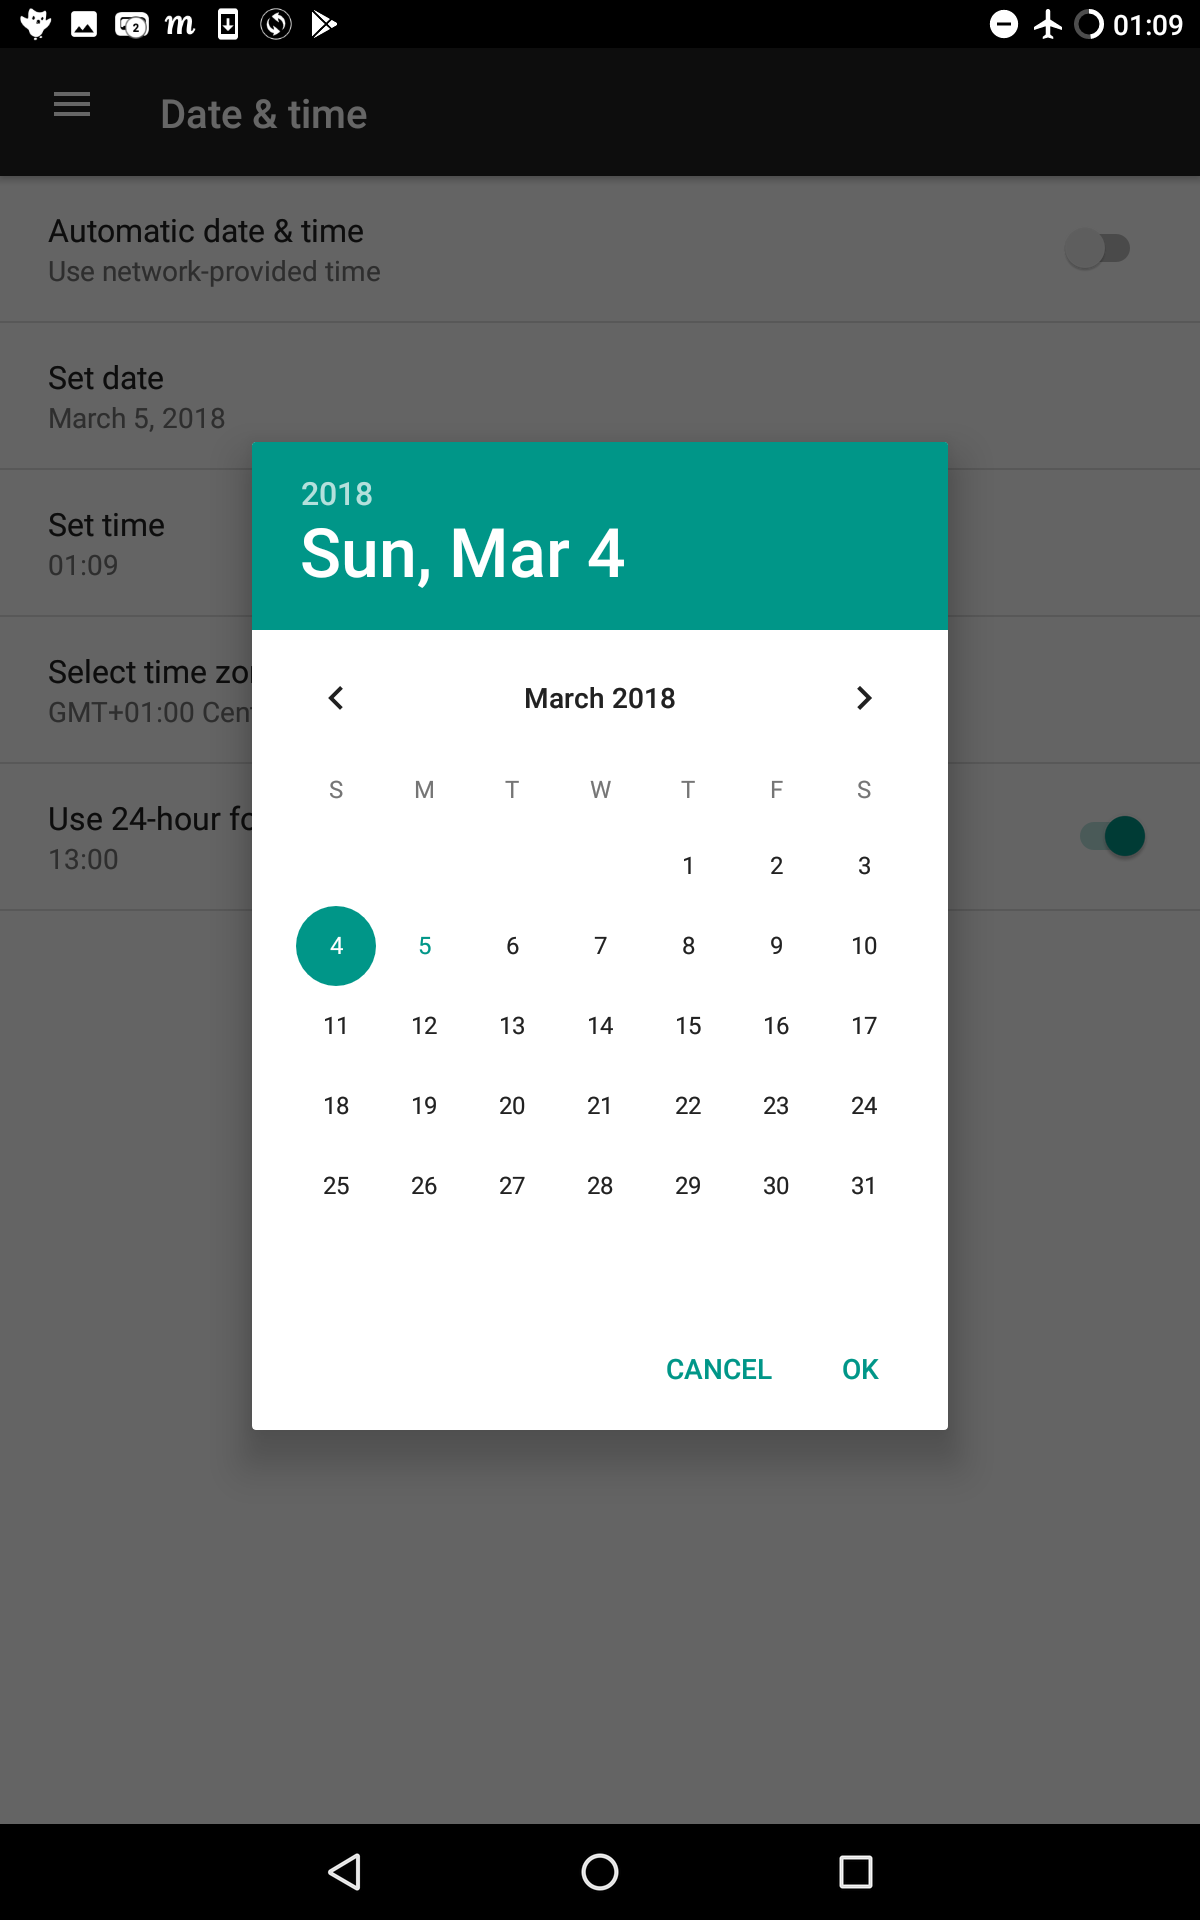 2
m
01:09
Date & time
Automatic date & time
Use network-provided time
Set date
March 5, 2018
Set time
01:09
Select time zo
GMT+01:00 Cen
Use 24-hour fo
13:00
2018
Sun, Mar 4
March 2018
S M T W T F S
1 2 3
4 5 6 7 8 9 10
11 12 13 14 15 16 17
18 19 20 21 22 23 24
25 26 27 28 29 30 31
CANCEL OK